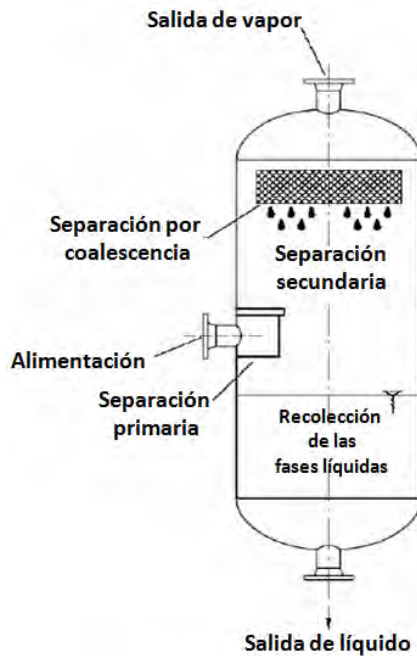 Salida de vapor
Separación por
coalescencia
Separación
secundaria
Alimentación
Separación
primaria
Recolección
de las
fases líquidas
Salida de líquido